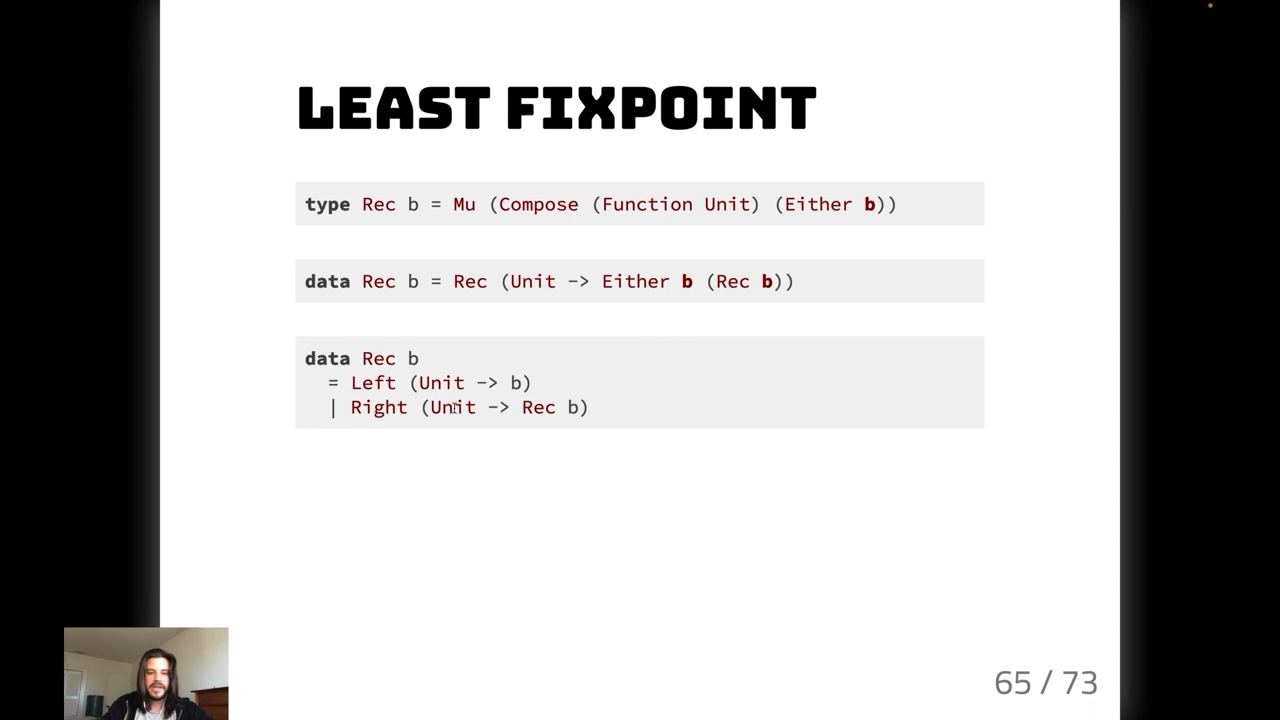 LEAST FIXPOINT
type Rec b = Mu (Compose (Function Unit) (Either b))
data Rec b = Rec (Unit -> Either b (Rec b))
data Rec b
= Left (Unit -> b)
| Right (Unit -> Rec b)
65 / 73